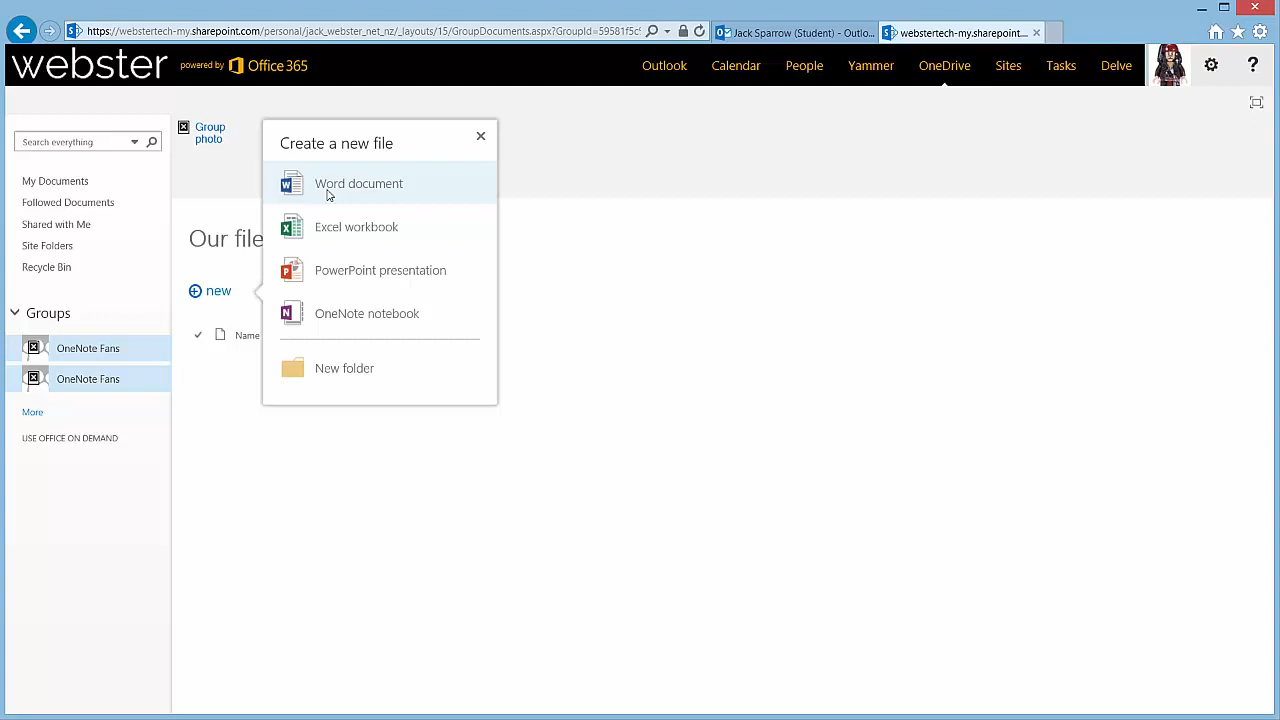 https://webstertech-my.sharepoint.com/personal/jack_webster_net_nz/_layouts/15/GroupDocuments.aspx?GroupId=59581f5c
Jack Sparrow (Student) - Outlo...
webstertech-my.sharepoint....
webster powered by Office 365
Outlook Calendar People Yammer OneDrive Sites Tasks Delve ?
Search everything
My Documents
Followed Documents
Shared with Me
Site Folders
Recycle Bin
Groups
OneNote Fans
OneNote Fans
More
USE OFFICE ON DEMAND
Group
photo
Our file
new
Name
Create a new file
Word document
Excel workbook
PowerPoint presentation
OneNote notebook
New folder